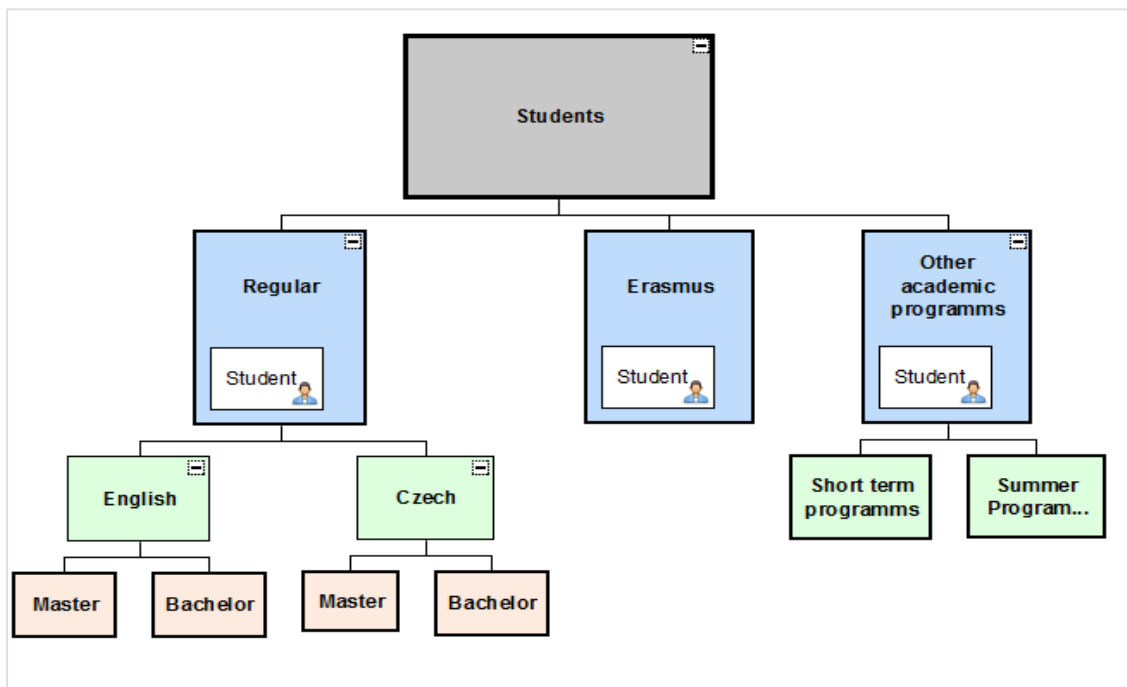 Students
Regular
Erasmus
Other
academic
programms
Student
Student
Student
English
Czech
Short term
programms
Summer
Program...
Master
Bachelor
Master
Bachelor